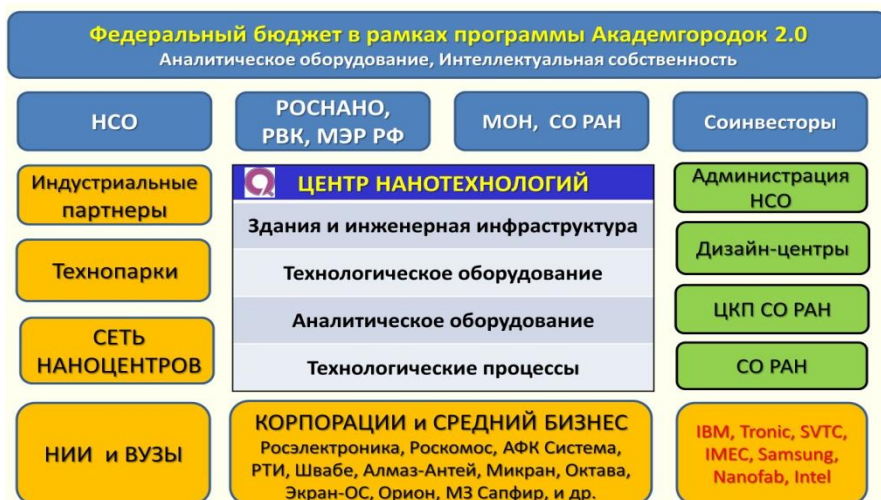 Федеральный бюджет в рамках программы Академгородок 2.0
Аналитическое оборудование, Интеллектуальная собственность
НСО
РОСНАНО,
РВК, МЭР РФ
МОН, СО РАН
Соинвесторы
Индустриальные
партнеры
Технопарки
СЕТЬ
НАНОЦЕНТРОВ
ЦЕНТР НАНОТЕХНОЛОГИЙ
Здания и инженерная инфраструктура
Технологическое оборудование
Аналитическое оборудование
Технологические процессы
Администрация
НСО
Дизайн-центры
ЦКП СО РАН
СО РАН
НИИ и ВУЗЫ
КОРПОРАЦИИ и СРЕДНИЙ БИЗНЕС
Росэлектроника, Роскомос, АФК Система,
РТИ, Швабе, Алмаз-Антей, Микран, Октава,
Экран-ОС, Орион, МЗ Сапфир, и др.
IBM, Tronic, SVTC,
IMEC, Samsung,
Nanofab, Intel